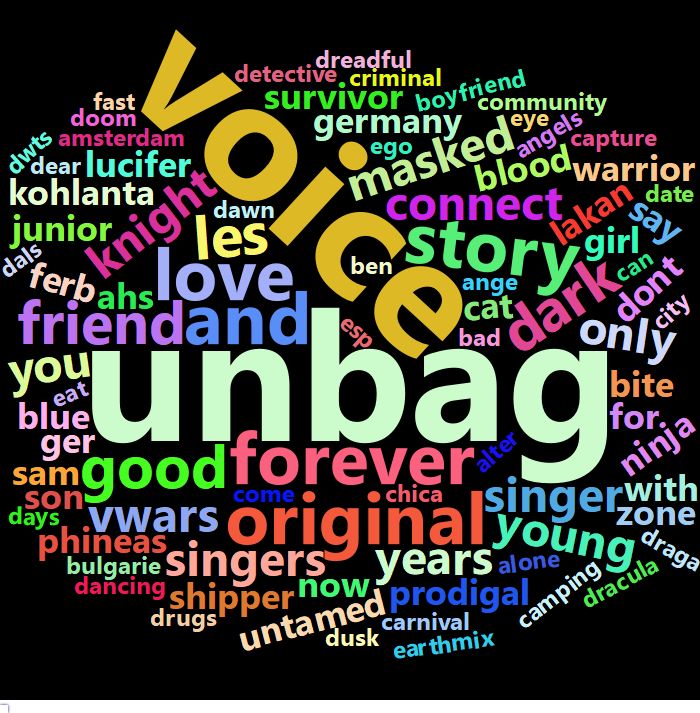 dreadful
detective
criminal
boyfriend
fast
survivor
community
doom
germany
eye
angels
dwts
amsterdam
ego
masked
capture
dear
lucifer
blood
warrior
voice
kohlanta
knight
dawn
connect
lakan
date
junior
les
story
girl
say
dals
love
ben
can
ferb
ahs
ange
dark
dont
friend
and
esp
cat
bad
city
only
you
unbag
eat
bite
blue
for
ger
good
forever
alter
ninja
sam
son
come
chica
singer
with
days
vwars
original
young
zone
phineas
singers
years
draga
bulgarie
alone
dancing
shipper
now
prodigal
camping
dracula
drugs
untamed
carnival
dusk
earthmix